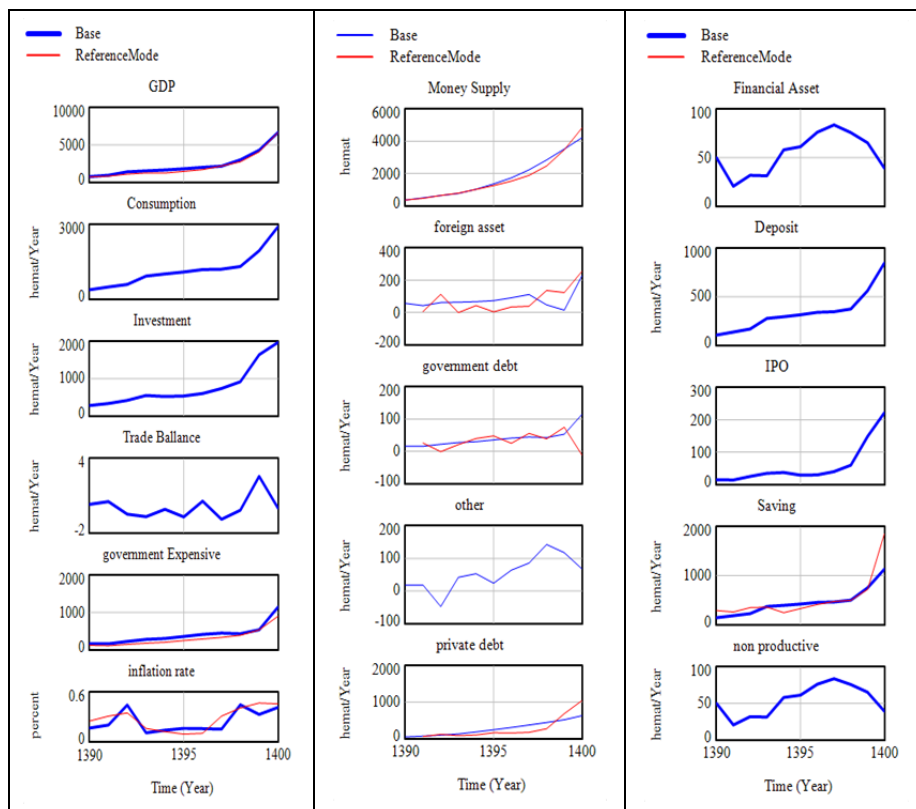 Base
ReferenceMode
GDP
10000
5000
0
Consumption
3000
0
hemat/Year
Investment
2000
1000
0
hemat/Year
Trade Ballance
4
-2
hemat/Year
government Expensive
2000
1000
0
hemat/Year
inflation rate
0.6
0
percent
1390 1395 1400
Time (Year)
Base
ReferenceMode
Money Supply
6000
4000
2000
0
hemat
foreign asset
400
200
0
-200
hemat/Year
government debt
200
100
0
-100
hemat/Year
other
200
100
0
-100
hemat/Year
private debt
2000
1000
0
hemat/Year
1390 1395 1400
Time (Year)
Base
ReferenceMode
Financial Asset
100
50
0
Deposit
1000
500
0
hemat/Year
IPO
300
200
100
0
hemat/Year
Saving
2000
1000
0
hemat/Year
non productive
100
50
0
hemat/Year
1390 1395 1400
Time (Year)